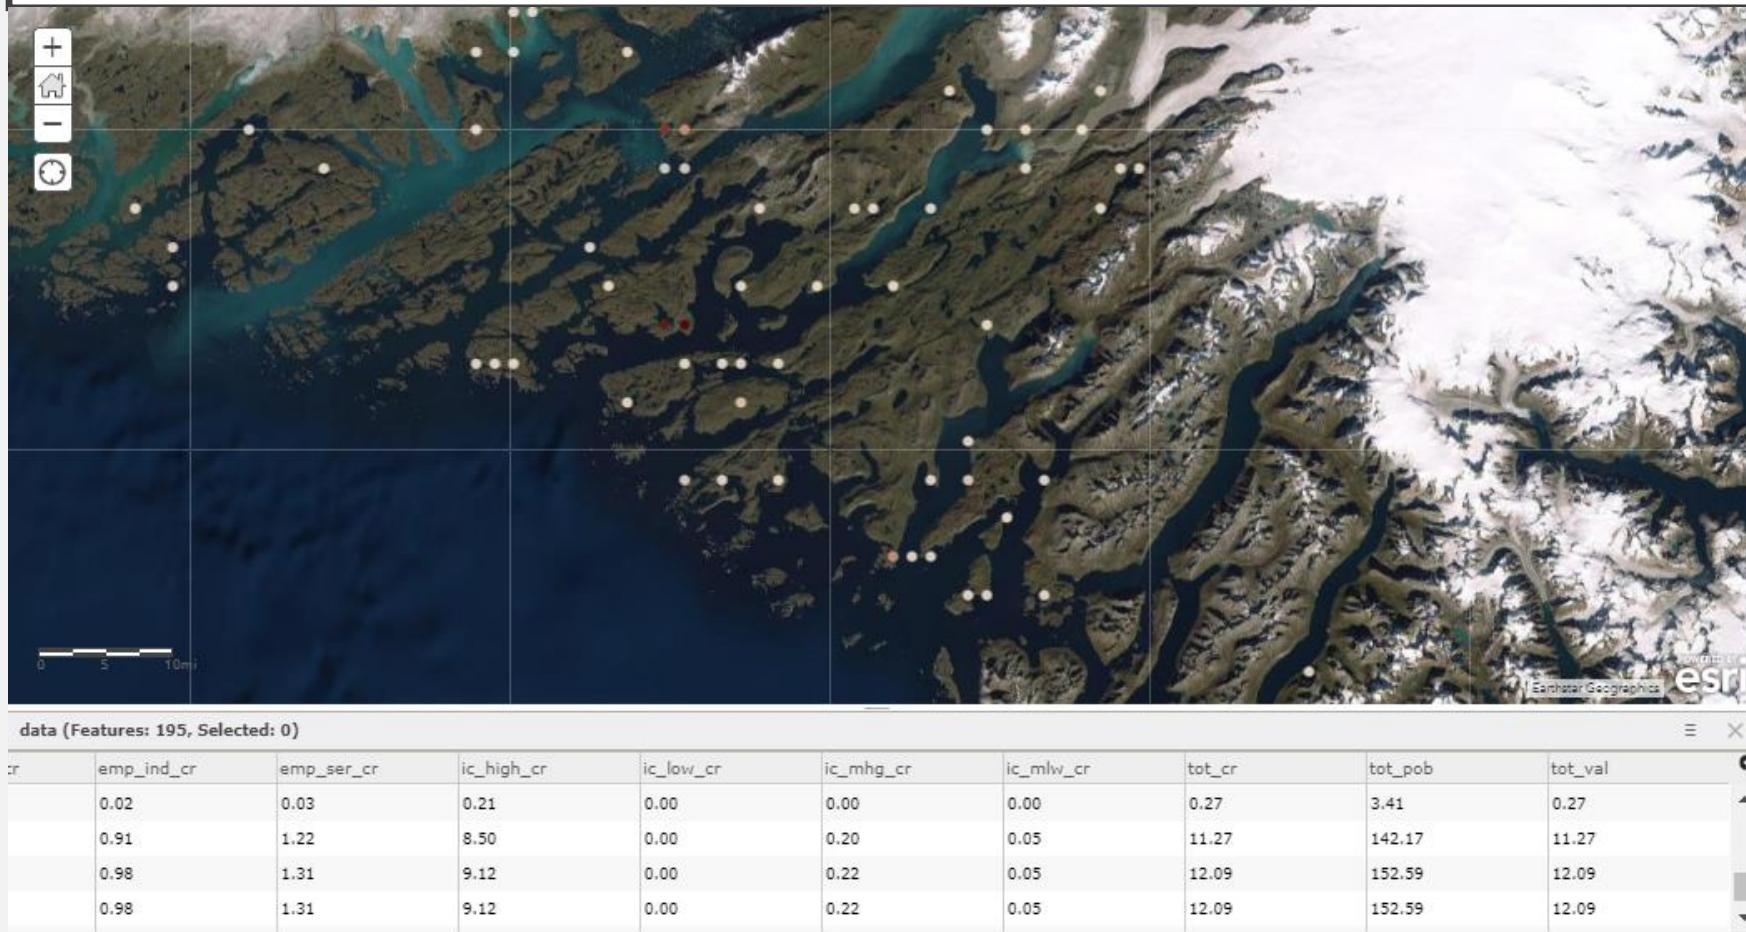 +
−
0 5 10mi
POWERED BY
esri
Earthstar Geographics
data (Features: 195, Selected: 0)
cr emp_ind_cr emp_ser_cr ic_high_cr ic_low_cr ic_mhg_cr ic_mlw_cr tot_cr tot_pob tot_val
0.02 0.03 0.21 0.00 0.00 0.00 0.27 3.41 0.27
0.91 1.22 8.50 0.00 0.20 0.05 11.27 142.17 11.27
0.98 1.31 9.12 0.00 0.22 0.05 12.09 152.59 12.09
0.98 1.31 9.12 0.00 0.22 0.05 12.09 152.59 12.09